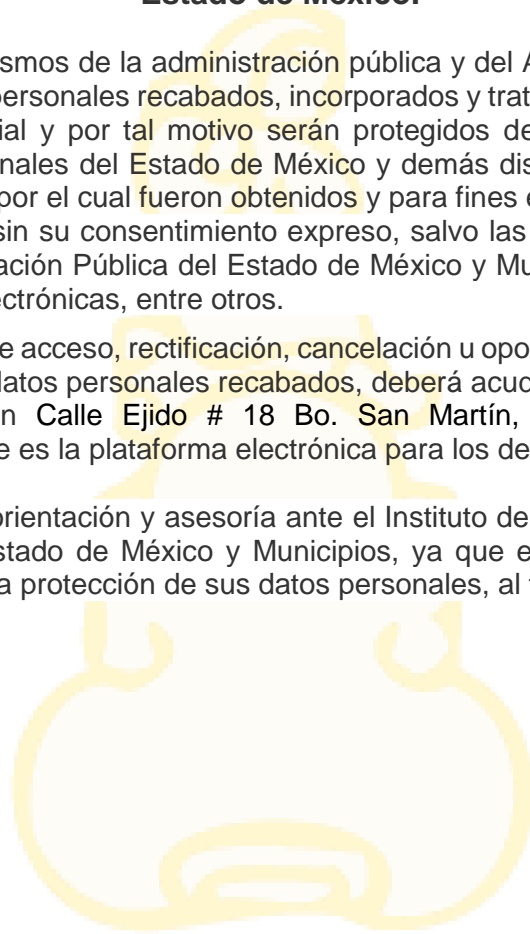 Estado de México.
ismos de la administración pública y del A
personales recabados, incorporados y trat
ial y por tal motivo serán protegidos de
nales del Estado de México y demás dis
por el cual fueron obtenidos y para fines e
sin su consentimiento expreso, salvo las
ación Pública del Estado de México y Mu
ectrónicas, entre otros.
e acceso, rectificación, cancelación u opo
datos personales recabados, deberá acuc
n Calle Ejido # 18 Bo. San Martín,
e es la plataforma electrónica para los de
orientación y asesoría ante el Instituto de
stado de México y Municipios, ya que e
a protección de sus datos personales, al